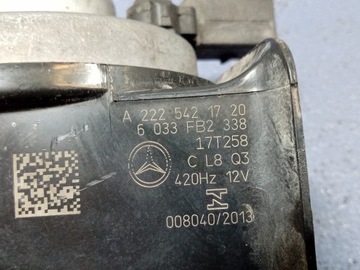 A 222 542 17 20
6 033 FB2 338
17T258
C L8 Q3
420Hz 12V
008040/2013